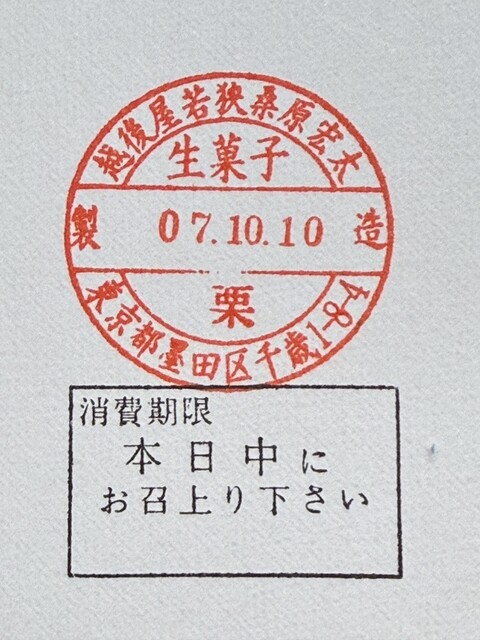 越後屋若狭桑原宏太
生菓子
製 07.10.10 造
栗
東京都墨田区千歳1-8-4
消費期限
本日中に
お召上り下さい